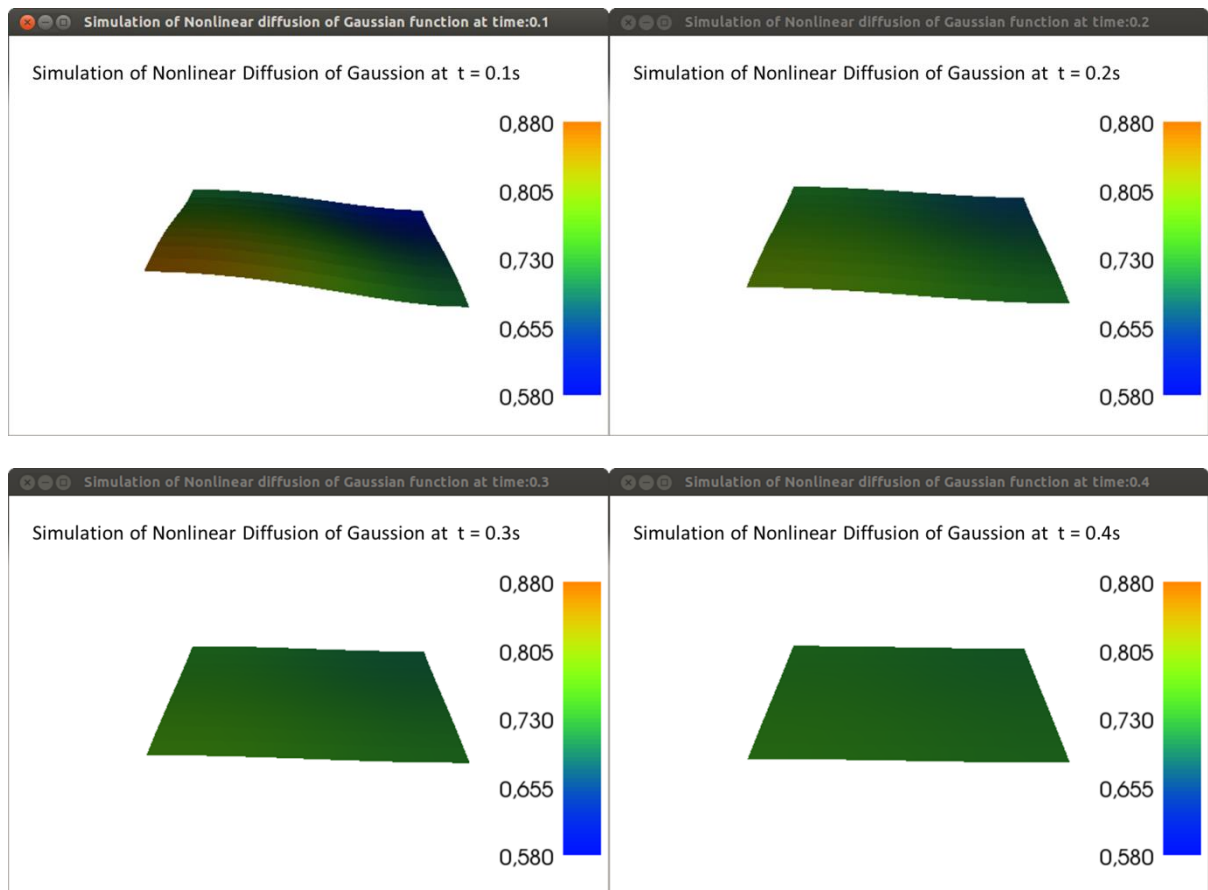 Simulation of Nonlinear diffusion of Gaussian function at time:0.1
Simulation of Nonlinear Diffusion of Gaussion at t = 0.1s
0,880
0,805
0,730
0,655
0,580
Simulation of Nonlinear diffusion of Gaussian function at time:0.2
Simulation of Nonlinear Diffusion of Gaussion at t = 0.2s
0,880
0,805
0,730
0,655
0,580
Simulation of Nonlinear diffusion of Gaussian function at time:0.3
Simulation of Nonlinear Diffusion of Gaussion at t = 0.3s
0,880
0,805
0,730
0,655
0,580
Simulation of Nonlinear diffusion of Gaussian function at time:0.4
Simulation of Nonlinear Diffusion of Gaussion at t = 0.4s
0,880
0,805
0,730
0,655
0,580